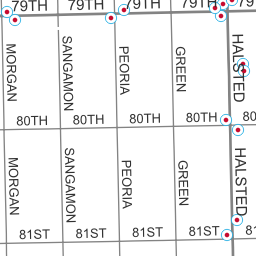 79TH 79TH 79TH 79TH
MORGAN SANGAMON PEORIA GREEN HALSTED
80TH 80TH 80TH 80TH 80
MORGAN SANGAMON PEORIA GREEN HALSTED
81ST 81ST 81ST 81ST 81